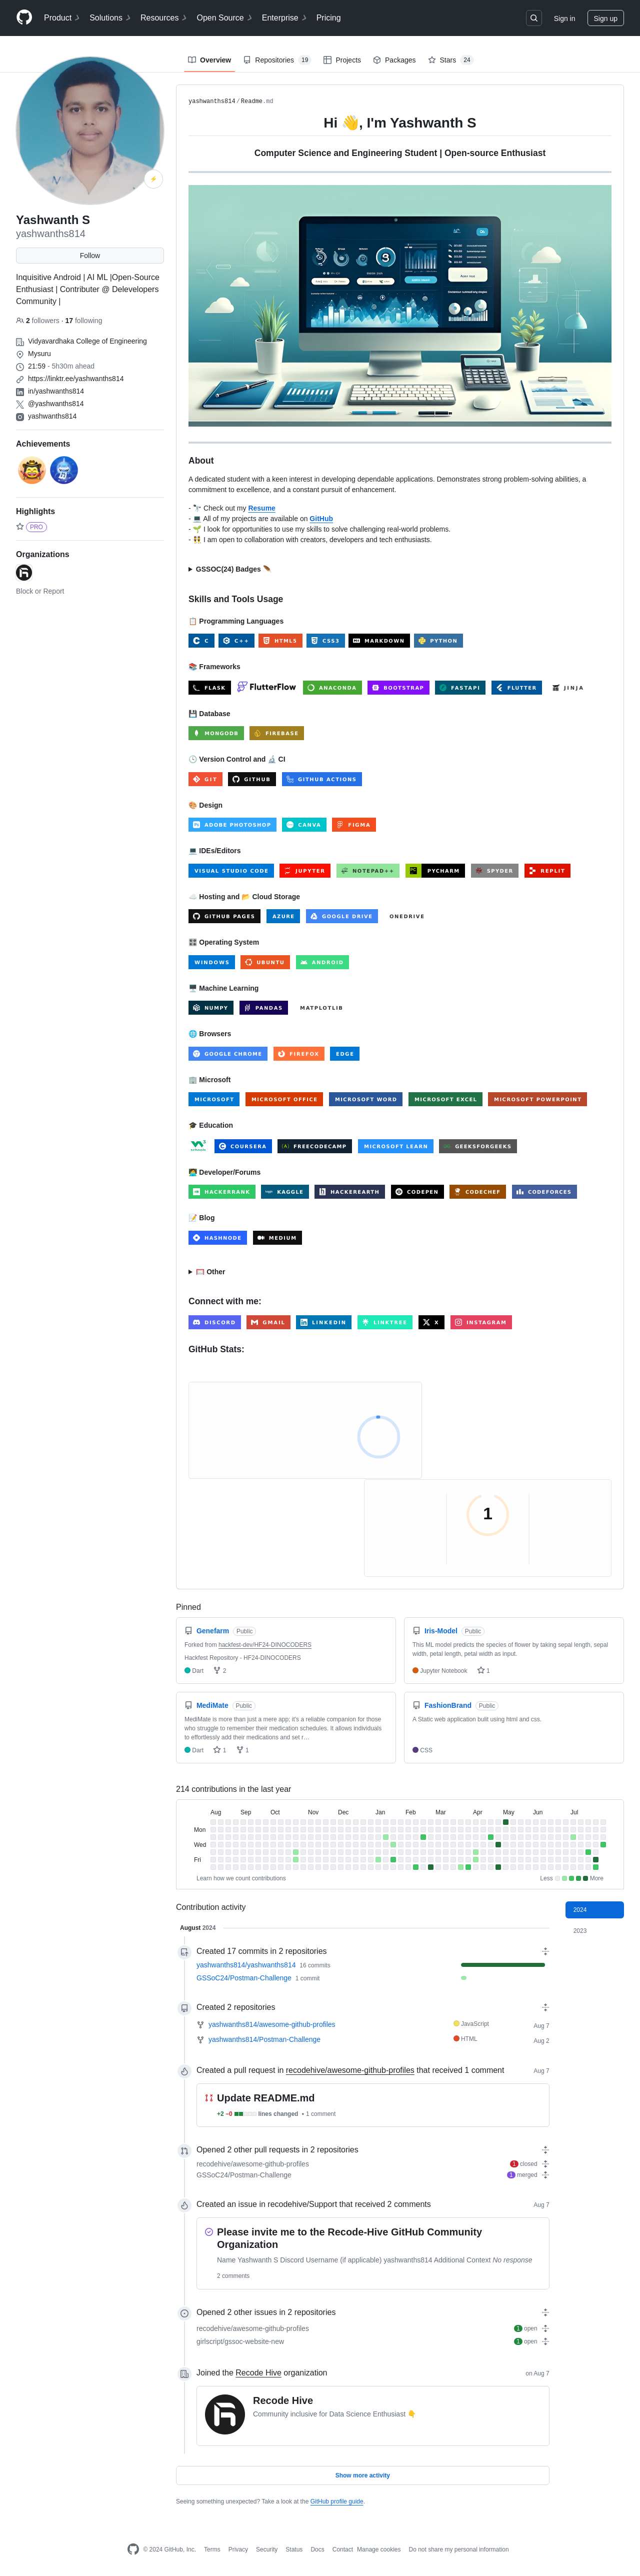 Product
Solutions
Resources
Open Source
Enterprise
Pricing
Sign in
Sign up
Overview
Repositories 19
Projects
Packages
Stars 24
Yashwanth S
yashwanths814
Follow
Inquisitive Android | AI ML |Open-Source
Enthusiast | Contributer @ Delevelopers
Community |
2 followers · 17 following
Vidyavardhaka College of Engineering
Mysuru
21:59 - 5h30m ahead
https://linktr.ee/yashwanths814
in/yashwanths814
@yashwanths814
yashwanths814
Achievements
Highlights
PRO
Organizations
Block or Report
yashwanths814 / Readme.md
Hi 👋, I'm Yashwanth S
Computer Science and Engineering Student | Open-source Enthusiast
About
A dedicated student with a keen interest in developing dependable applications. Demonstrates strong problem-solving abilities, a
commitment to excellence, and a constant pursuit of enhancement.
- 🔭 Check out my Resume
- 💻 All of my projects are available on GitHub
- 🌱 I look for opportunities to use my skills to solve challenging real-world problems.
- 👯 I am open to collaboration with creators, developers and tech enthusiasts.
GSSOC(24) Badges 🪶
Skills and Tools Usage
📋 Programming Languages
C C++ HTML5 CSS3 MARKDOWN PYTHON
📚 Frameworks
FLASK FlutterFlow ANACONDA BOOTSTRAP FASTAPI FLUTTER JINJA
💾 Database
MONGODB FIREBASE
🕒 Version Control and 🔬 CI
GIT GITHUB GITHUB ACTIONS
🎨 Design
ADOBE PHOTOSHOP CANVA FIGMA
💻 IDEs/Editors
VISUAL STUDIO CODE JUPYTER NOTEPAD++ PYCHARM SPYDER REPLIT
☁️ Hosting and 📂 Cloud Storage
GITHUB PAGES AZURE GOOGLE DRIVE ONEDRIVE
🎛️ Operating System
WINDOWS UBUNTU ANDROID
🖥️ Machine Learning
NUMPY PANDAS MATPLOTLIB
🌐 Browsers
GOOGLE CHROME FIREFOX EDGE
🏢 Microsoft
MICROSOFT MICROSOFT OFFICE MICROSOFT WORD MICROSOFT EXCEL MICROSOFT POWERPOINT
🎓 Education
COURSERA FREECODECAMP MICROSOFT LEARN GEEKSFORGEEKS
🧑‍💻 Developer/Forums
HACKERRANK KAGGLE HACKEREARTH CODEPEN CODECHEF CODEFORCES
📝 Blog
HASHNODE MEDIUM
🥅 Other
Connect with me:
DISCORD GMAIL LINKEDIN LINKTREE X INSTAGRAM
GitHub Stats:
1
Pinned
Genefarm Public
Forked from hackfest-dev/HF24-DINOCODERS
Hackfest Repository - HF24-DINOCODERS
Dart 2
Iris-Model Public
This ML model predicts the species of flower by taking sepal length, sepal
width, petal length, petal width as input.
Jupyter Notebook 1
MediMate Public
MediMate is more than just a mere app; it's a reliable companion for those
who struggle to remember their medication schedules. It allows individuals
to effortlessly add their medications and set r…
Dart 1 1
FashionBrand Public
A Static web application built using html and css.
CSS
214 contributions in the last year
Aug Sep Oct Nov Dec Jan Feb Mar Apr May Jun Jul
Mon
Wed
Fri
Learn how we count contributions
Less More
Contribution activity
2024
2023
August 2024
Created 17 commits in 2 repositories
yashwanths814/yashwanths814 16 commits
GSSoC24/Postman-Challenge 1 commit
Created 2 repositories
yashwanths814/awesome-github-profiles JavaScript Aug 7
yashwanths814/Postman-Challenge HTML Aug 2
Created a pull request in recodehive/awesome-github-profiles that received 1 comment Aug 7
Update README.md
+2 −0 lines changed • 1 comment
Opened 2 other pull requests in 2 repositories
recodehive/awesome-github-profiles 1 closed
GSSoC24/Postman-Challenge 1 merged
Created an issue in recodehive/Support that received 2 comments Aug 7
Please invite me to the Recode-Hive GitHub Community
Organization
Name Yashwanth S Discord Username (if applicable) yashwanths814 Additional Context No response
2 comments
Opened 2 other issues in 2 repositories
recodehive/awesome-github-profiles 1 open
girlscript/gssoc-website-new 1 open
Joined the Recode Hive organization on Aug 7
Recode Hive
Community inclusive for Data Science Enthusiast 👇
Show more activity
Seeing something unexpected? Take a look at the GitHub profile guide.
© 2024 GitHub, Inc. Terms Privacy Security Status Docs Contact Manage cookies Do not share my personal information